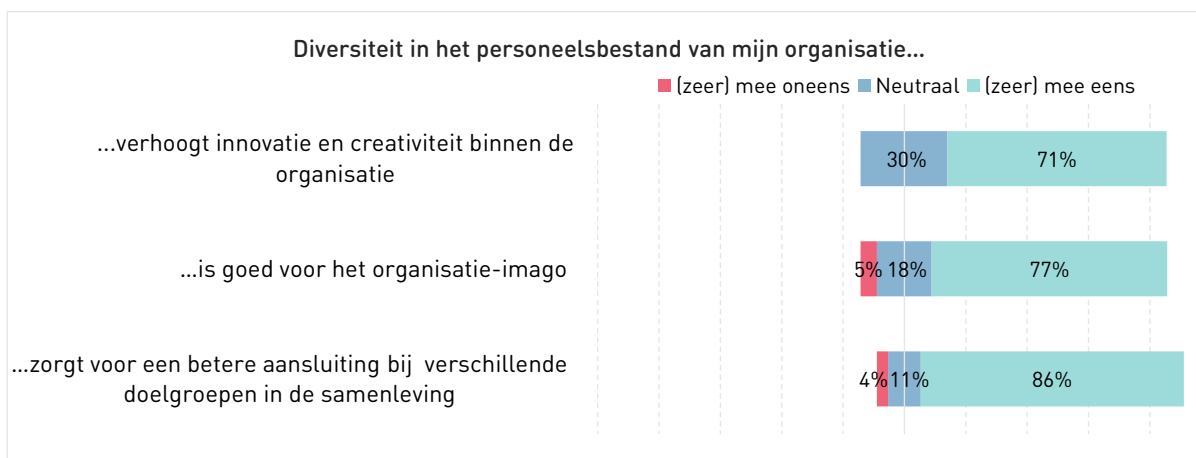 Diversiteit in het personeelsbestand van mijn organisatie...
(zeer) mee oneens Neutraal (zeer) mee eens
...verhoogt innovatie en creativiteit binnen de
organisatie
30% 71%
...is goed voor het organisatie-imago
5% 18% 77%
...zorgt voor een betere aansluiting bij verschillende
doelgroepen in de samenleving
4% 11% 86%